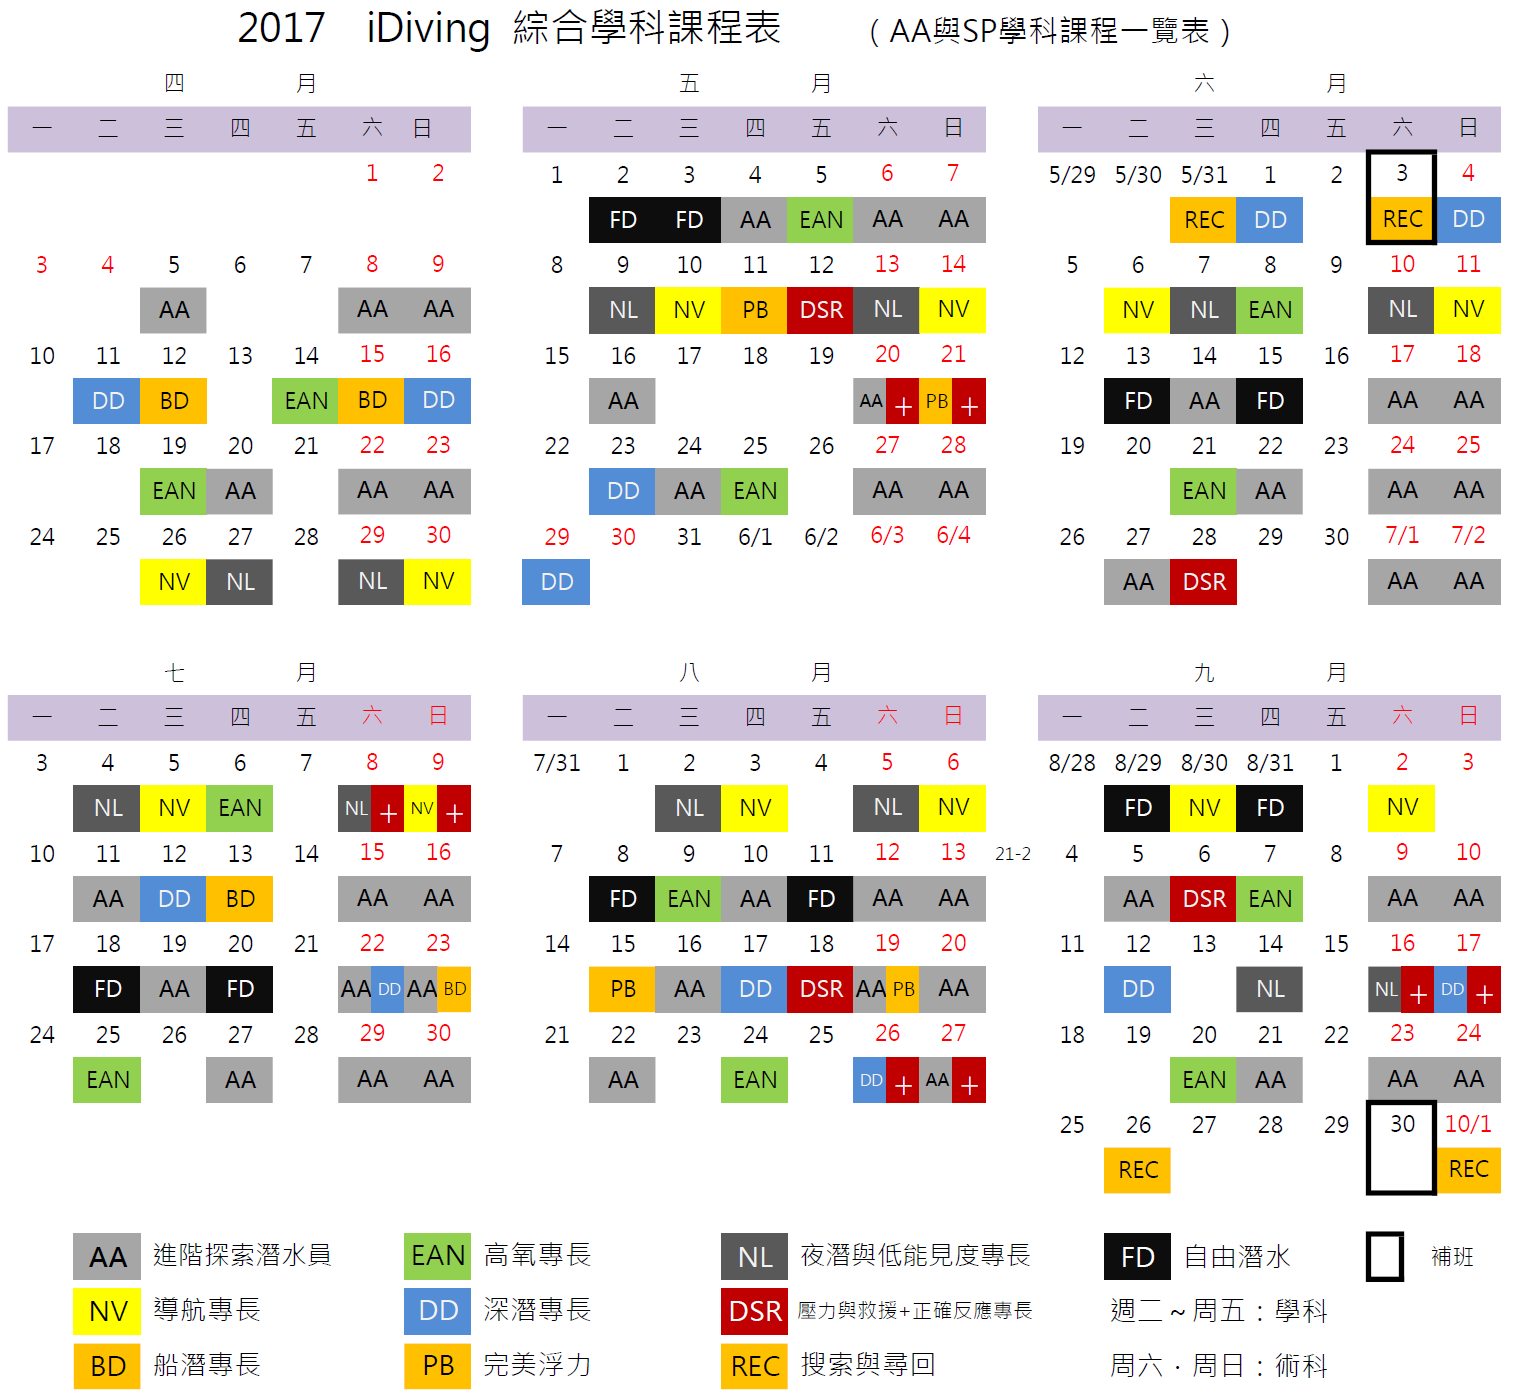 2017 iDiving 綜合學科課程表 （AA與SP學科課程一覽表）
四 月 五 月 六 月
一 二 三 四 五 六 日 一 二 三 四 五 六 日 一 二 三 四 五 六 日
1 2 1 2 3 4 5 6 7 5/29 5/30 5/31 1 2 3 4
FD FD AA EAN AA AA REC DD REC DD
3 4 5 6 7 8 9 8 9 10 11 12 13 14 5 6 7 8 9 10 11
AA AA AA NL NV PB DSR NL NV NV NL EAN NL NV
10 11 12 13 14 15 16 15 16 17 18 19 20 21 12 13 14 15 16 17 18
DD BD EAN BD DD AA AA + PB + FD AA FD AA AA
17 18 19 20 21 22 23 22 23 24 25 26 27 28 19 20 21 22 23 24 25
EAN AA AA AA DD AA EAN AA AA EAN AA AA AA
24 25 26 27 28 29 30 29 30 31 6/1 6/2 6/3 6/4 26 27 28 29 30 7/1 7/2
NV NL NL NV DD AA DSR AA AA
七 月 八 月 九 月
一 二 三 四 五 六 日 一 二 三 四 五 六 日 一 二 三 四 五 六 日
3 4 5 6 7 8 9 7/31 1 2 3 4 5 6 8/28 8/29 8/30 8/31 1 2 3
NL NV EAN NL + NV + NL NV NL NV FD NV FD NV
10 11 12 13 14 15 16 7 8 9 10 11 12 13 21-2 4 5 6 7 8 9 10
AA DD BD AA AA FD EAN AA FD AA AA AA DSR EAN AA AA
17 18 19 20 21 22 23 14 15 16 17 18 19 20 11 12 13 14 15 16 17
FD AA FD AA DD AA BD PB AA DD DSR AA PB AA DD NL NL + DD +
24 25 26 27 28 29 30 21 22 23 24 25 26 27 18 19 20 21 22 23 24
EAN AA AA AA AA EAN DD + AA + EAN AA AA AA
25 26 27 28 29 30 10/1
REC REC
AA 進階探索潛水員 EAN 高氧專長 NL 夜潛與低能見度專長 FD 自由潛水 補班
NV 導航專長 DD 深潛專長 DSR 壓力與救援+正確反應專長 週二～周五：學科
BD 船潛專長 PB 完美浮力 REC 搜索與尋回 周六．周日：術科